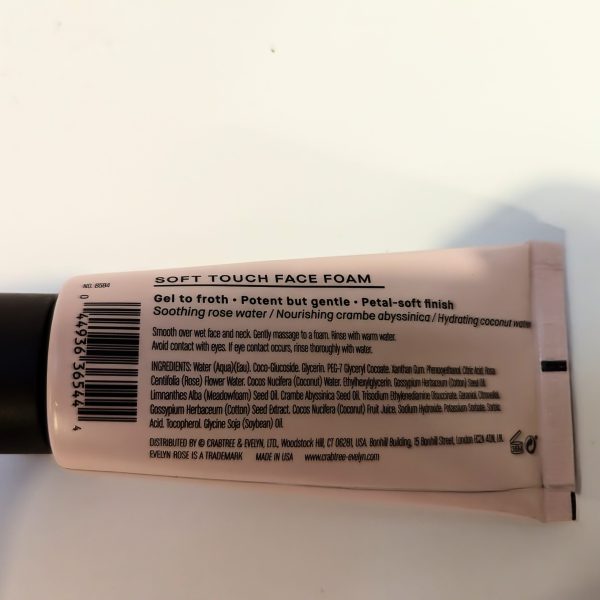 NO. 8584
0 44936 36544 4
SOFT TOUCH FACE FOAM
Gel to froth • Potent but gentle • Petal-soft finish
Soothing rose water / Nourishing crambe abyssinica / Hydrating coconut water
Smooth over wet face and neck. Gently massage to a foam. Rinse with warm water.
Avoid contact with eyes. If eye contact occurs, rinse thoroughly with water.
INGREDIENTS: Water (Aqua)(Eau), Coco-Glucoside, Glycerin, PEG-7 Glyceryl Cocoate, Xanthan Gum, Phenoxyethanol, Citric Acid, Rosa
Centifolia (Rose) Flower Water, Cocos Nucifera (Coconut) Water, Ethylhexylglycerin, Gossypium Herbaceum (Cotton) Seed Oil,
Limnanthes Alba (Meadowfoam) Seed Oil, Crambe Abyssinica Seed Oil, Trisodium Ethylenediamine Disuccinate, Geraniol, Citronellol,
Gossypium Herbaceum (Cotton) Seed Extract, Cocos Nucifera (Coconut) Fruit Juice, Sodium Hydroxide, Potassium Sorbate, Sorbic
Acid, Tocopherol, Glycine Soja (Soybean) Oil.
DISTRIBUTED BY © CRABTREE & EVELYN, LTD., Woodstock Hill, CT 06281, USA. Boxhill Building, 15 Bonhill Street, London EC2A 4DN, UK.
EVELYN ROSE IS A TRADEMARK MADE IN USA www.crabtree-evelyn.com